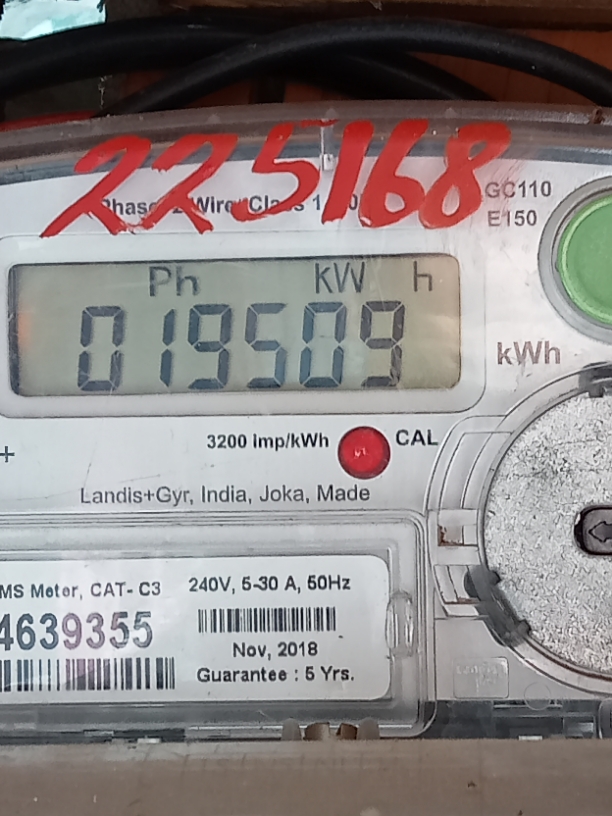 225168
GC110
E150
Ph kW h
019509
kWh
3200 imp/kWh CAL
Landis+Gyr, India, Joka, Made
MS Meter, CAT- C3
4639355
240V, 5-30 A, 50Hz
Nov, 2018
Guarantee : 5 Yrs.